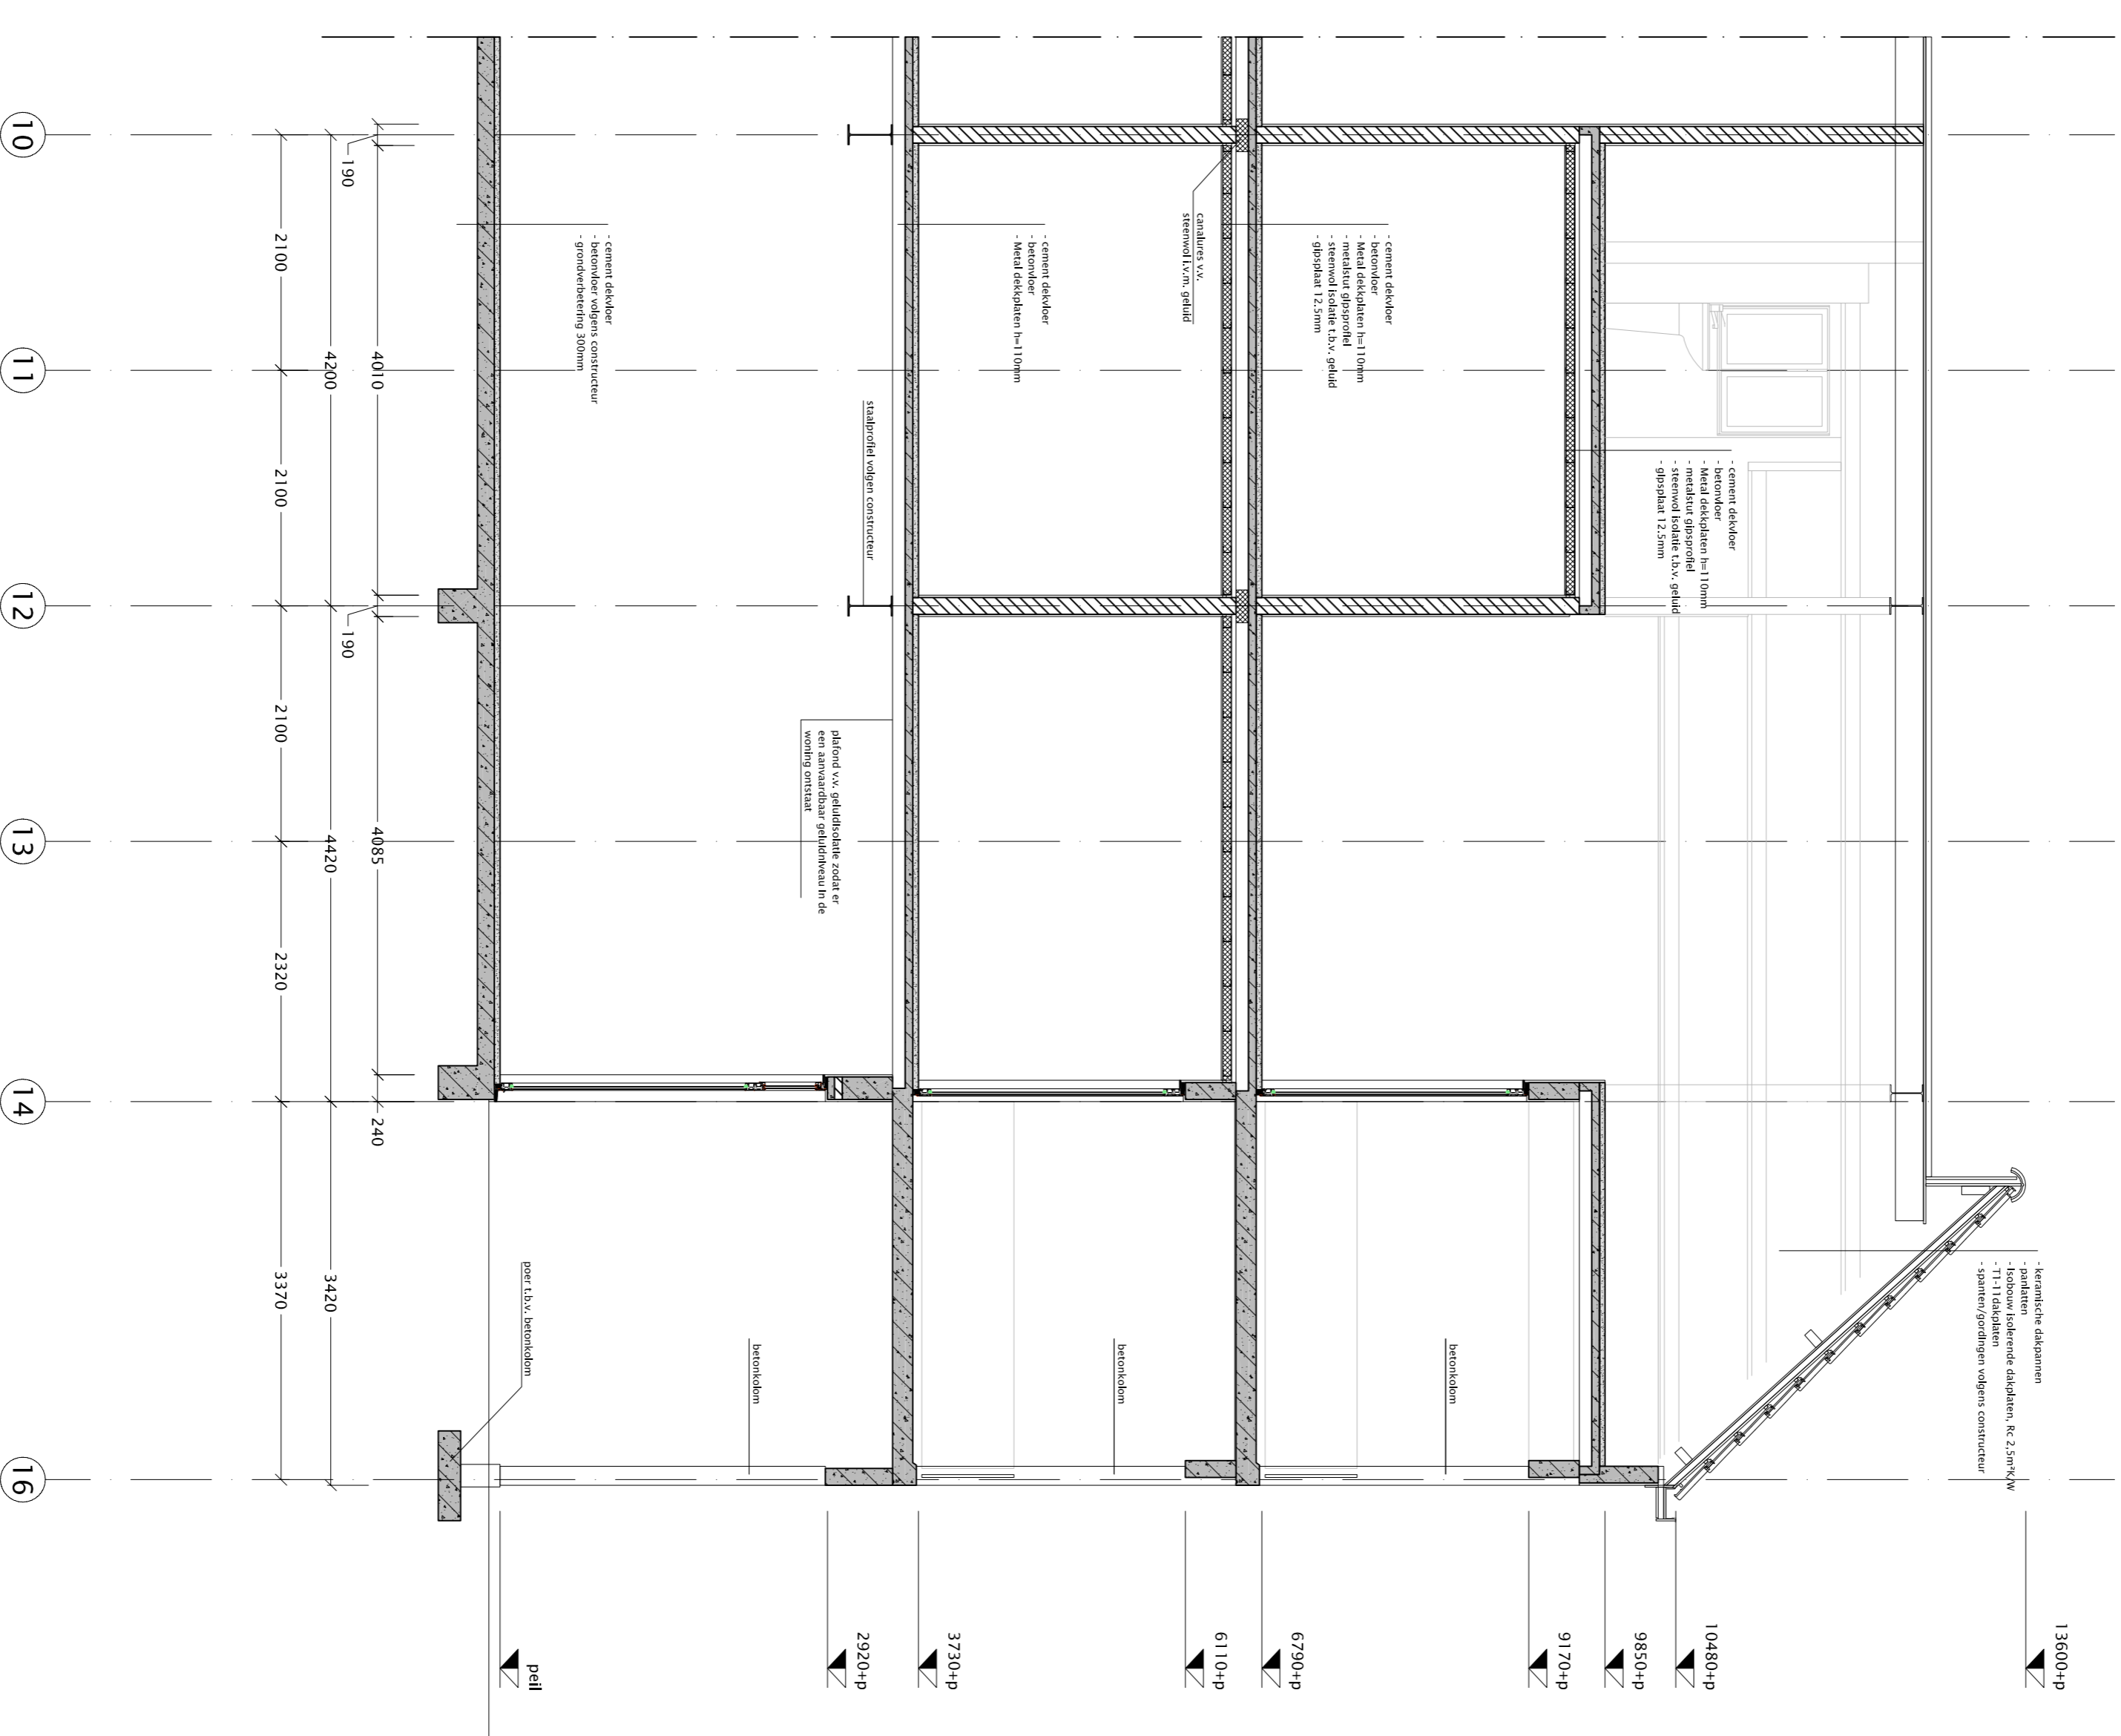 13600+p
10480+p
9850+p
9170+p
6790+p
6110+p
3730+p
2920+p
peil
- keramische dakpannen
- panlatten
- Isobouw isolerende dakplaten, Rc 2,5m²K/W
- T1-11dakplaten
- spanten/gordingen volgens constructeur
- cement dekvloer
- betonvloer
- Metal dekkplaten h=110mm
- metalstut gipsprofiel
- steenwol isolatie t.b.v. geluid
- gipsplaat 12.5mm
- cement dekvloer
- betonvloer
- Metal dekkplaten h=110mm
- metalstut gipsprofiel
- steenwol isolatie t.b.v. geluid
- gipsplaat 12.5mm
betonkolom
canalures v.v.
steenwol i.v.m. geluid
- cement dekvloer
- betonvloer
- Metal dekkplaten h=110mm
betonkolom
staalprofiel volgen constructeur
plafond v.v. geluidisolatie zodat er
een aanvaardbaar geluidniveau in de
woning ontstaat
betonkolom
- cement dekvloer
- betonvloer volgens constructeur
- grondverbetering 300mm
poer t.b.v. betonkolom
4010
4085
240
190
190
4200
4420
3420
2100
2100
2100
2320
3370
10
11
12
13
14
16